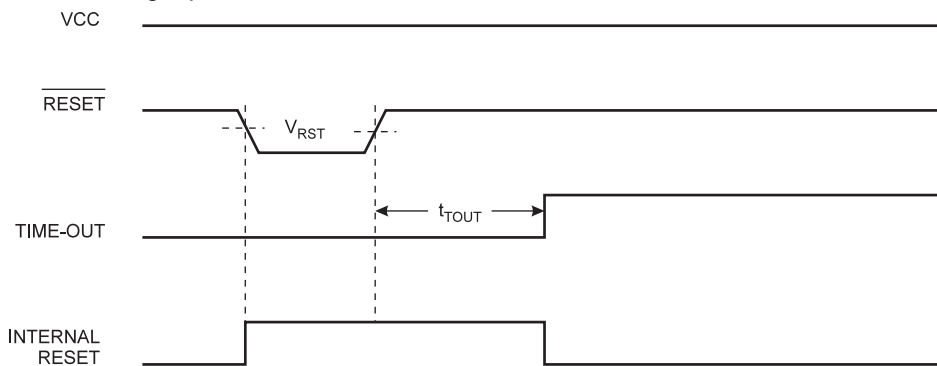 VCC
RESET
V_RST
t_TOUT
TIME-OUT
INTERNAL
RESET